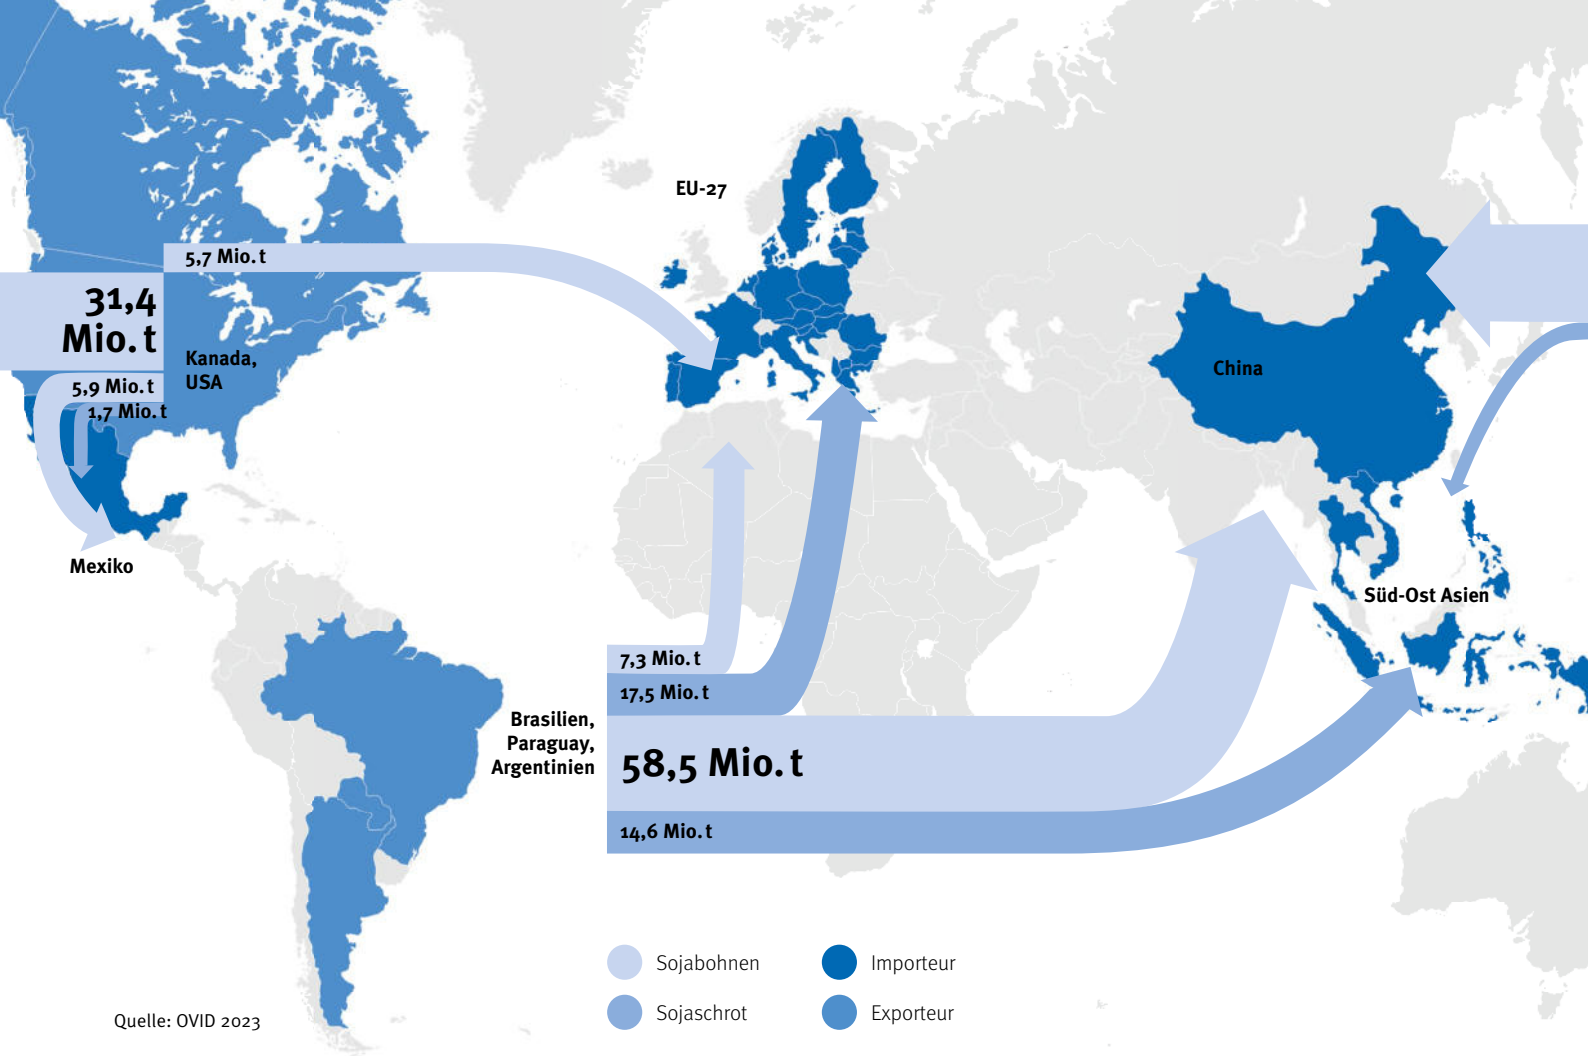 EU-27
5,7 Mio. t
31,4
Mio. t
Kanada,
USA
5,9 Mio. t
1,7 Mio. t
China
Mexiko
Süd-Ost Asien
7,3 Mio. t
17,5 Mio. t
Brasilien,
Paraguay,
Argentinien
58,5 Mio. t
14,6 Mio. t
Sojabohnen
Importeur
Sojaschrot
Exporteur
Quelle: OVID 2023